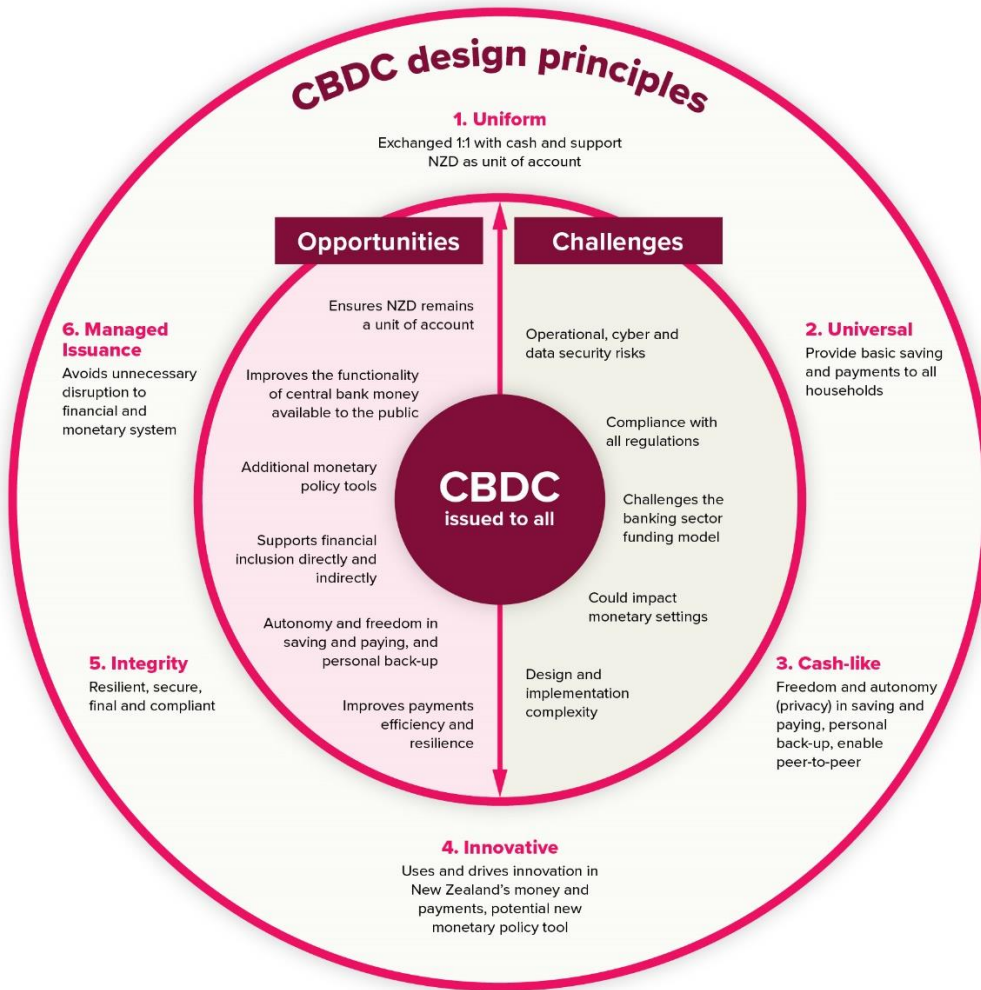 CBDC design principles
1. Uniform
Exchanged 1:1 with cash and support
NZD as unit of account
Opportunities
Ensures NZD remains
a unit of account
Improves the functionality
of central bank money
available to the public
Additional monetary
policy tools
Supports financial
inclusion directly and
indirectly
Autonomy and freedom in
saving and paying, and
personal back-up
Improves payments
efficiency and
resilience
Challenges
Operational, cyber and
data security risks
Compliance with
all regulations
Challenges the
banking sector
funding model
Could impact
monetary settings
Design and
implementation
complexity
CBDC
issued to all
2. Universal
Provide basic saving
and payments to all
households
3. Cash-like
Freedom and autonomy
(privacy) in saving and
paying, personal
back-up, enable
peer-to-peer
4. Innovative
Uses and drives innovation in
New Zealand's money and
payments, potential new
monetary policy tool
5. Integrity
Resilient, secure,
final and compliant
6. Managed
Issuance
Avoids unnecessary
disruption to
financial and
monetary system